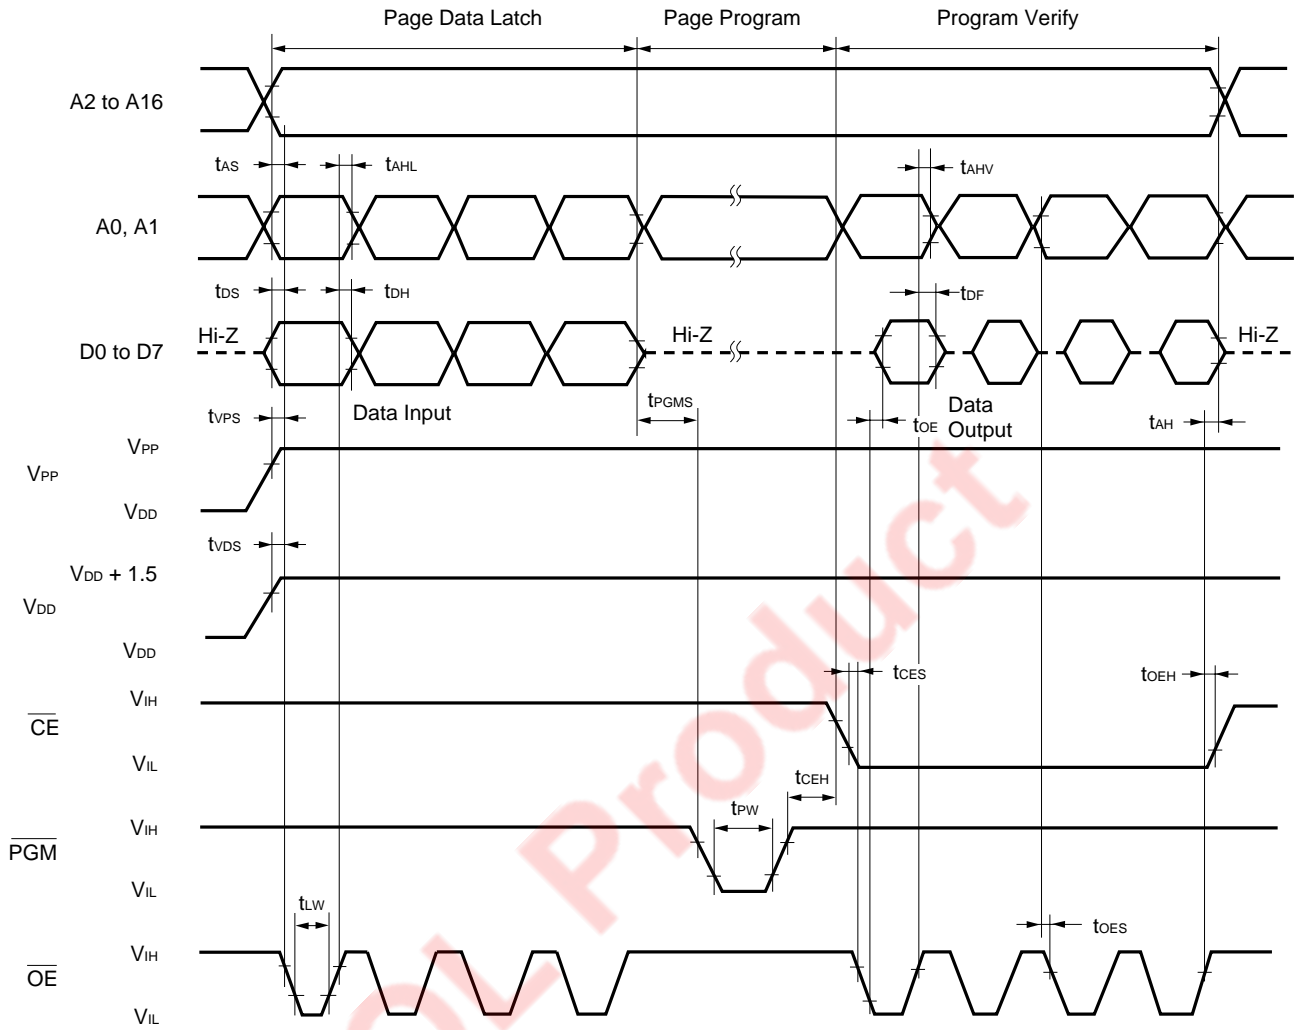 Page Data Latch Page Program Program Verify
A2 to A16
tAS tAHL tAHV
A0, A1
tDS tDH tDF
Hi-Z Hi-Z Hi-Z
D0 to D7
tVPS Data Input tPGMS tOE Data Output tAH
VPP
VPP
VDD
tVDS
VDD + 1.5
VDD
VDD
tCES tOEH
VIH
CE
VIL
tCEH
tPW
VIH
PGM
VIL
tLW
tOES
VIH
OE
VIL
OL Product